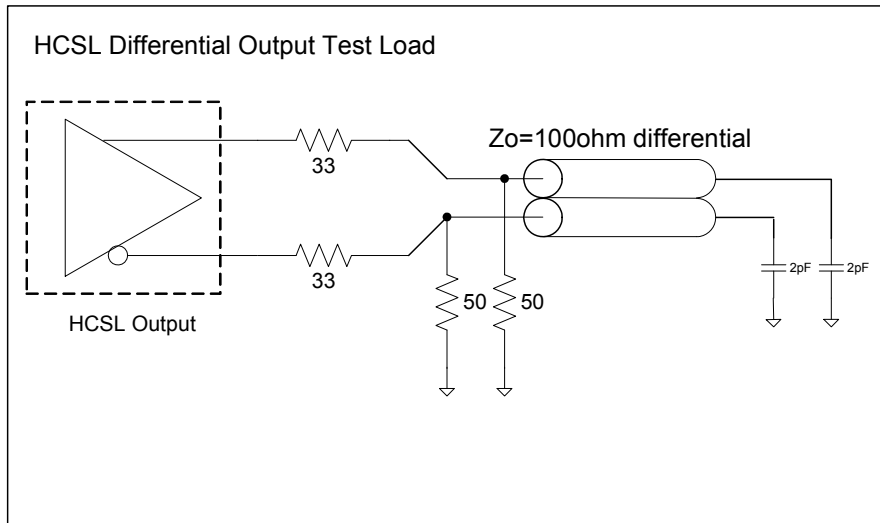 HCSL Differential Output Test Load
Zo=100ohm differential
33
33
2pF
2pF
50
50
HCSL Output